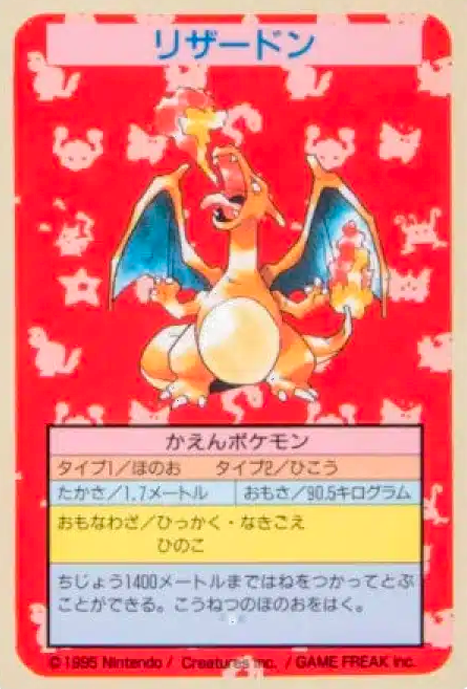 リザードン
かえんポケモン
タイプ1/ほのお　タイプ2/ひこう
たかさ/1.7メートル　おもさ/90.5キログラム
おもなわざ/ひっかく・なきごえ
ひのこ
ちじょう1400メートルまではねをつかってとぶ
ことができる。こうねつのほのおをはく。
©1995 Nintendo / Creatures inc. / GAME FREAK inc.